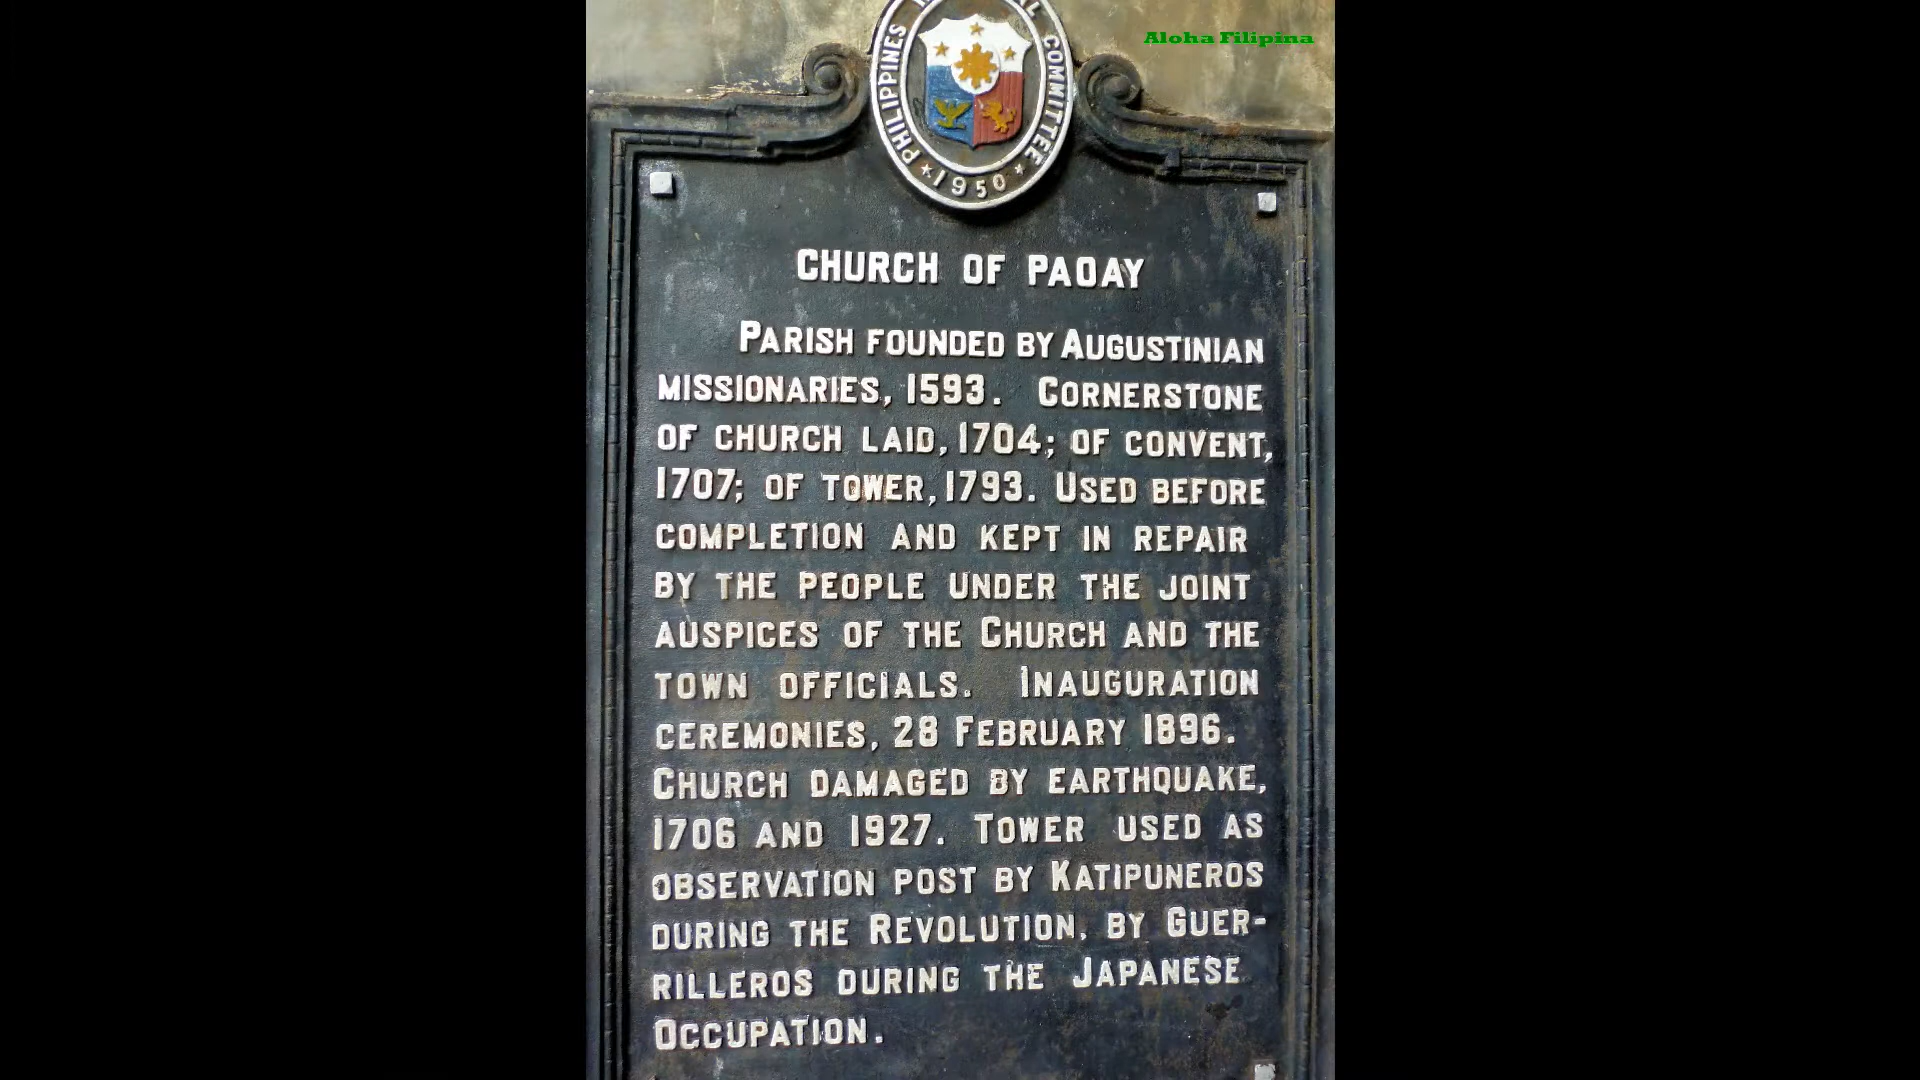 Aloha Filipina
PHILIPPINES COMMITTEE
1950
CHURCH OF PAOAY
PARISH FOUNDED BY AUGUSTINIAN
MISSIONARIES, 1593. CORNERSTONE
OF CHURCH LAID, 1704; OF CONVENT,
1707; OF TOWER, 1793. USED BEFORE
COMPLETION AND KEPT IN REPAIR
BY THE PEOPLE UNDER THE JOINT
AUSPICES OF THE CHURCH AND THE
TOWN OFFICIALS. INAUGURATION
CEREMONIES, 28 FEBRUARY 1896.
CHURCH DAMAGED BY EARTHQUAKE,
1706 AND 1927. TOWER USED AS
OBSERVATION POST BY KATIPUNEROS
DURING THE REVOLUTION, BY GUER-
RILLEROS DURING THE JAPANESE
OCCUPATION.